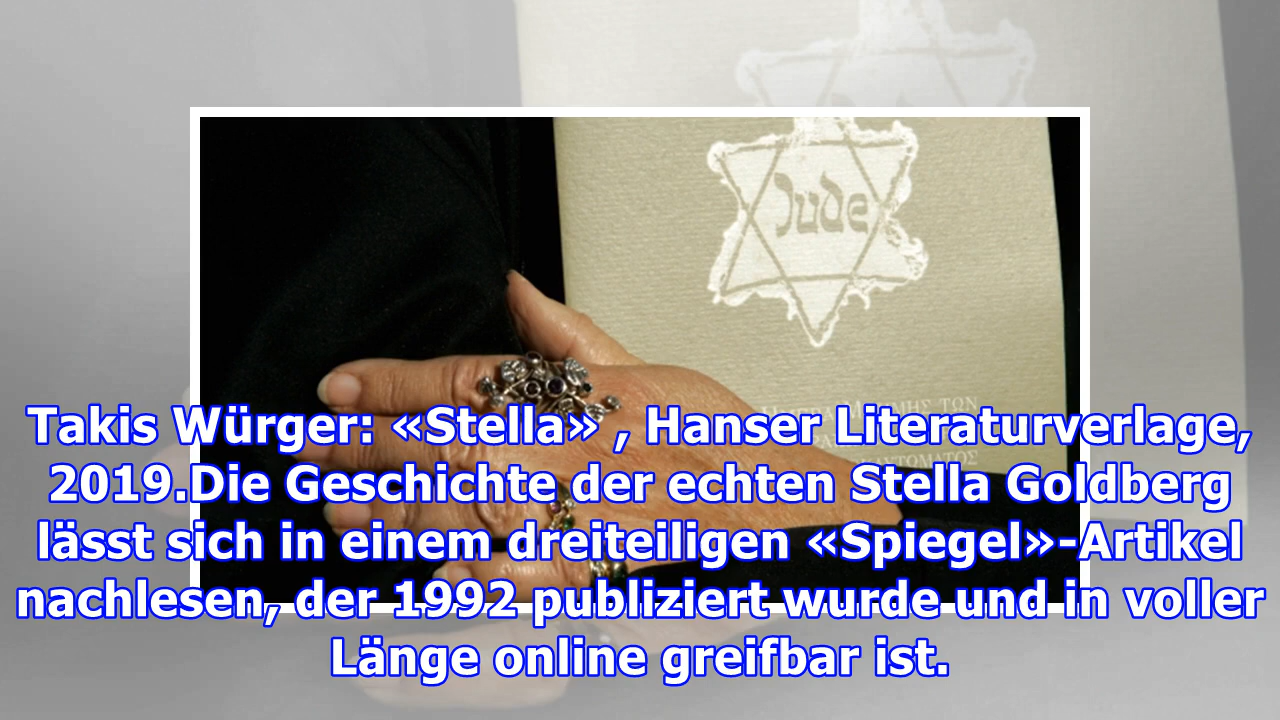 Jude
Takis Würger: «Stella» , Hanser Literaturverlage,
2019.Die Geschichte der echten Stella Goldberg
lässt sich in einem dreiteiligen «Spiegel»-Artikel
nachlesen, der 1992 publiziert wurde und in voller
Länge online greifbar ist.